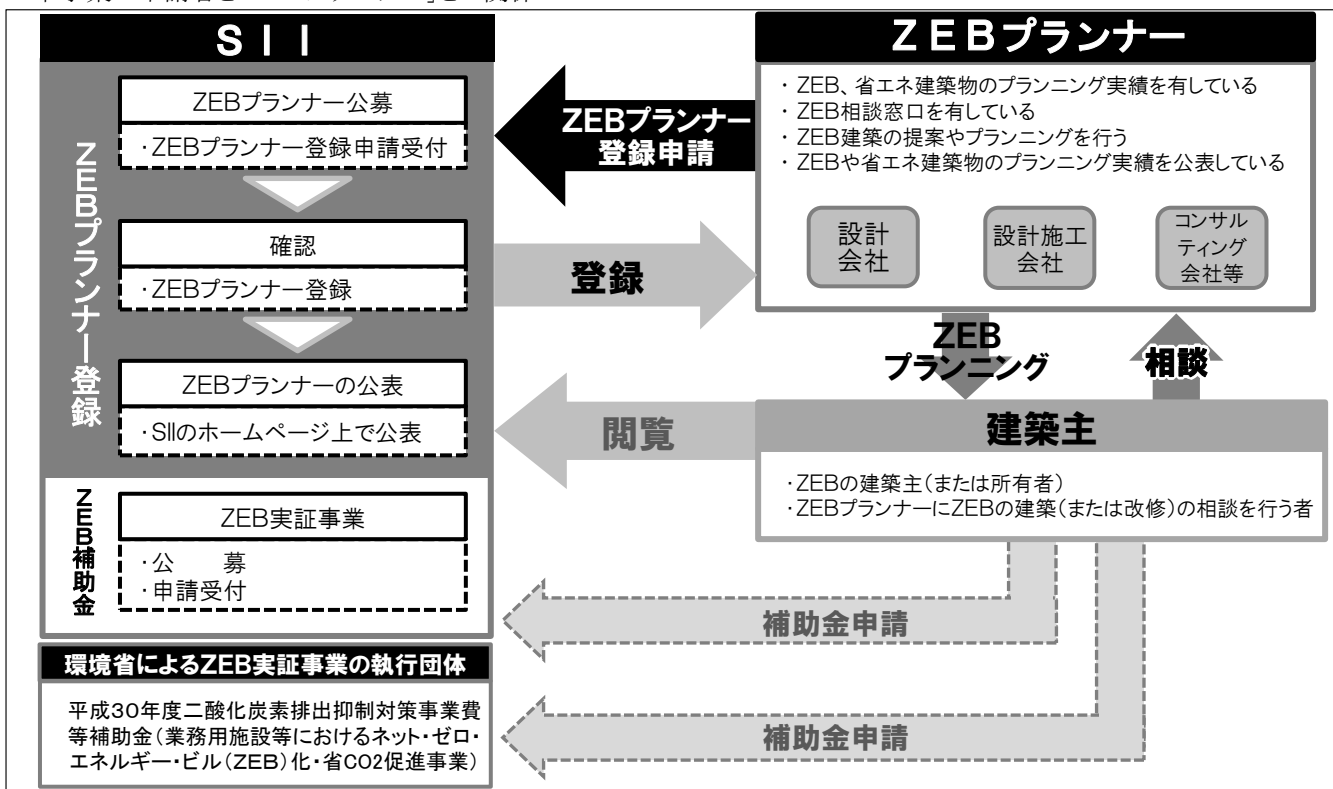 SII
ZEBプランナー登録
ZEBプランナー公募
・ZEBプランナー登録申請受付
確認
・ZEBプランナー登録
ZEBプランナーの公表
・SIIのホームページ上で公表
ZEB補助金
ZEB実証事業
・公　募
・申請受付
環境省によるZEB実証事業の執行団体
平成30年度二酸化炭素排出抑制対策事業費
等補助金(業務用施設等におけるネット・ゼロ・
エネルギー・ビル(ZEB)化・省CO2促進事業)
ZEBプランナー
登録申請
登録
閲覧
ZEBプランナー
・ ZEB、省エネ建築物のプランニング実績を有している
・ ZEB相談窓口を有している
・ ZEB建築の提案やプランニングを行う
・ ZEBや省エネ建築物のプランニング実績を公表している
設計
会社
設計施工
会社
コンサル
ティング
会社等
ZEB
プランニング
相談
建築主
・ZEBの建築主(または所有者)
・ZEBプランナーにZEBの建築(または改修)の相談を行う者
補助金申請
補助金申請